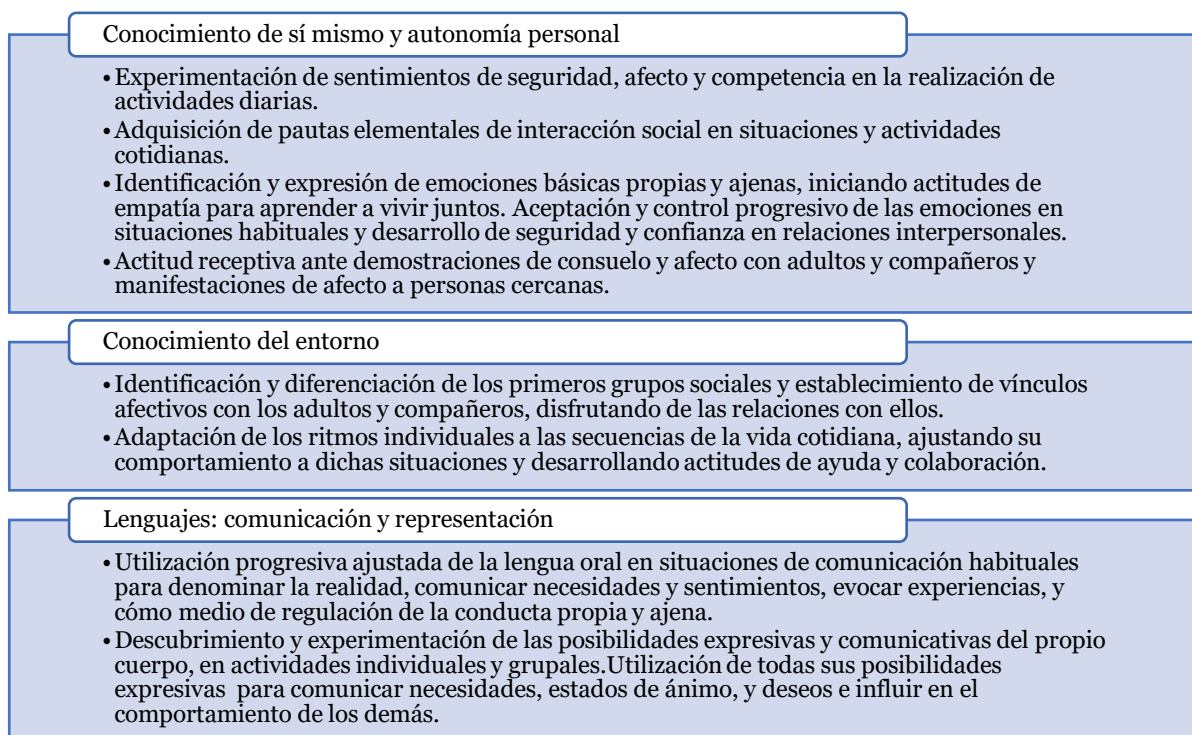 Conocimiento de sí mismo y autonomía personal
•Experimentación de sentimientos de seguridad, afecto y competencia en la realización de
actividades diarias.
•Adquisición de pautas elementales de interacción social en situaciones y actividades
cotidianas.
•Identificación y expresión de emociones básicas propias y ajenas, iniciando actitudes de
empatía para aprender a vivir juntos. Aceptación y control progresivo de las emociones en
situaciones habituales y desarrollo de seguridad y confianza en relaciones interpersonales.
•Actitud receptiva ante demostraciones de consuelo y afecto con adultos y compañeros y
manifestaciones de afecto a personas cercanas.
Conocimiento del entorno
•Identificación y diferenciación de los primeros grupos sociales y establecimiento de vínculos
afectivos con los adultos y compañeros, disfrutando de las relaciones con ellos.
•Adaptación de los ritmos individuales a las secuencias de la vida cotidiana, ajustando su
comportamiento a dichas situaciones y desarrollando actitudes de ayuda y colaboración.
Lenguajes: comunicación y representación
•Utilización progresiva ajustada de la lengua oral en situaciones de comunicación habituales
para denominar la realidad, comunicar necesidades y sentimientos, evocar experiencias, y
cómo medio de regulación de la conducta propia y ajena.
•Descubrimiento y experimentación de las posibilidades expresivas y comunicativas del propio
cuerpo, en actividades individuales y grupales.Utilización de todas sus posibilidades
expresivas para comunicar necesidades, estados de ánimo, y deseos e influir en el
comportamiento de los demás.